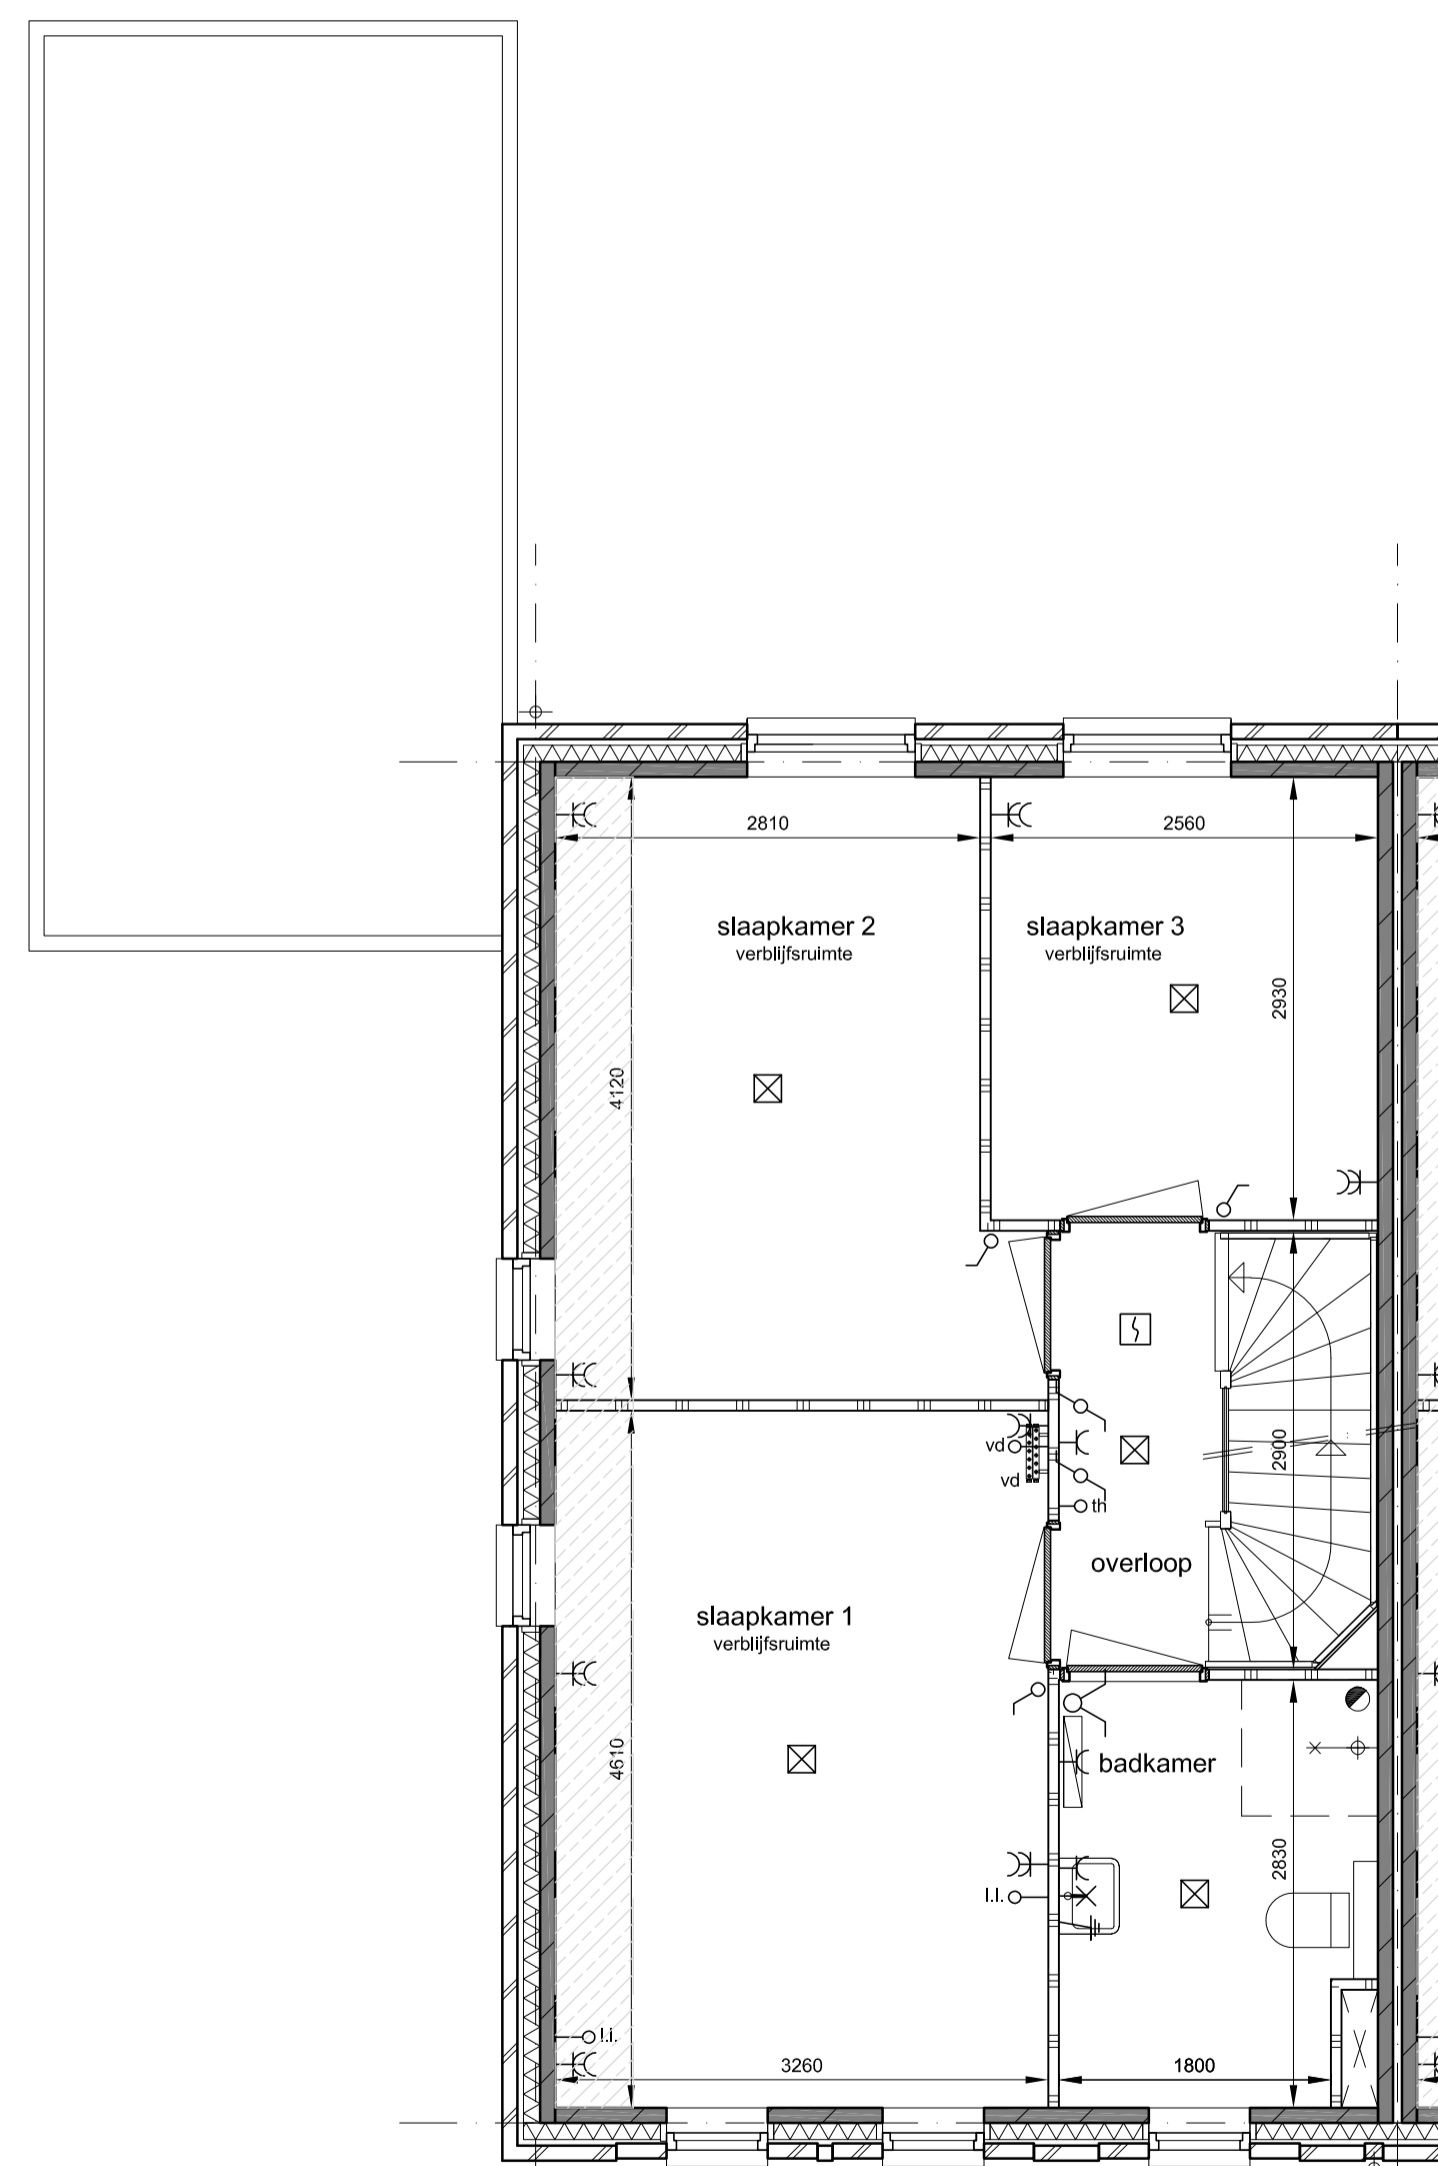 2810
2560
slaapkamer 2
verblijfsruimte
slaapkamer 3
verblijfsruimte
2930
4120
vd
vd
th
2900
overloop
slaapkamer 1
verblijfsruimte
4610
badkamer
2830
l.l.
l.i.
3260
1800